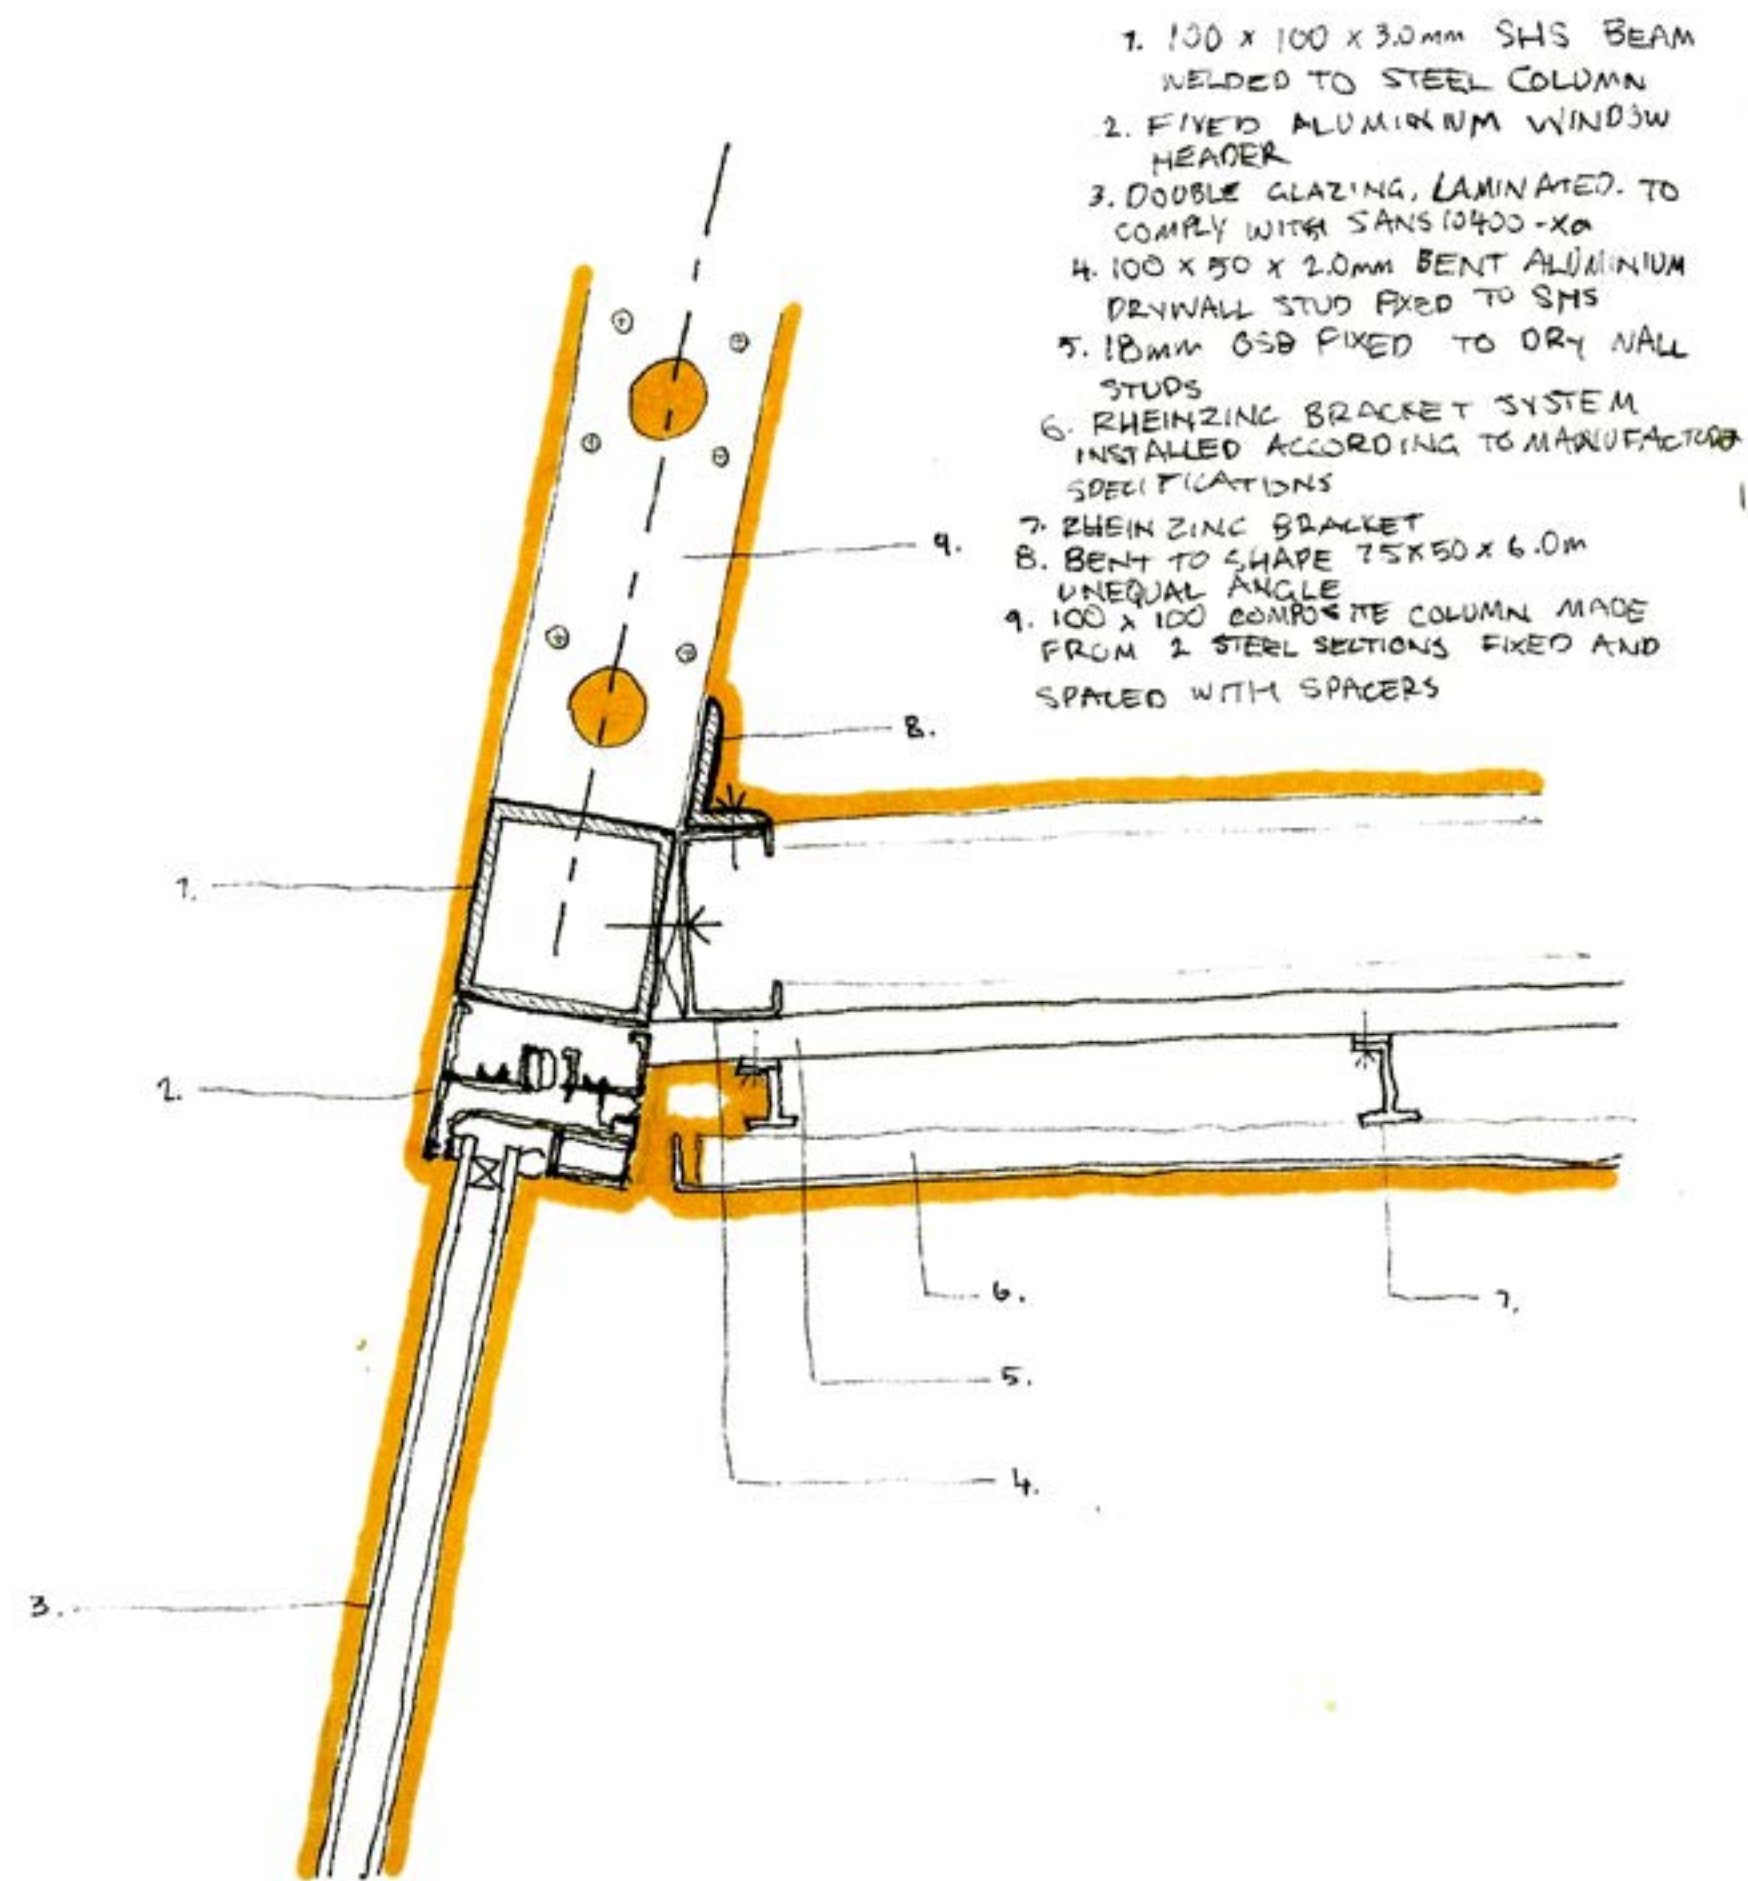 1. 100 x 100 x 3.0mm SHS BEAM
WELDED TO STEEL COLUMN
2. FIXED ALUMINIUM WINDOW
HEADER
3. DOUBLE GLAZING, LAMINATED. TO
COMPLY WITH SANS 10400-Xa
4. 100 x 50 x 2.0mm BENT ALUMINIUM
DRYWALL STUD FIXED TO SHS
5. 18mm OSB FIXED TO DRY WALL
STUDS
6. RHEINZINC BRACKET SYSTEM
INSTALLED ACCORDING TO MANUFACTURER
SPECIFICATIONS
7. RHEINZINC BRACKET
8. BENT TO SHAPE 75x50x6.0m
UNEQUAL ANGLE
9. 100 x 100 COMPOSITE COLUMN MADE
FROM 2 STEEL SECTIONS FIXED AND
SPACED WITH SPACERS
9.
8.
1.
2.
6.
7.
5.
4.
3.